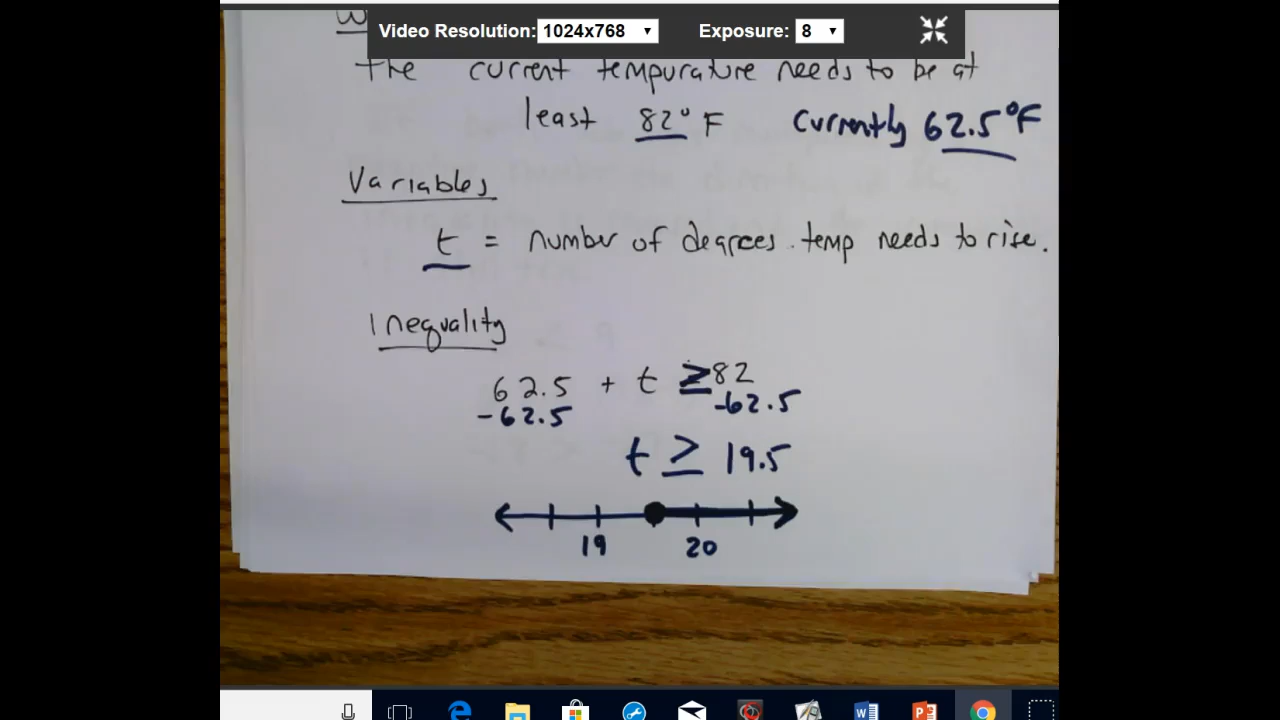 Video Resolution: 1024x768 Exposure: 8
The current tempurature needs to be at
least 82° F Currently 62.5°F
Variables
t = number of degrees temp needs to rise.
Inequality
62.5 + t ≥ 82
-62.5 -62.5
t ≥ 19.5
19 20